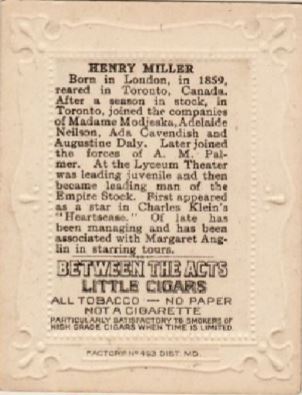 HENRY MILLER
Born in London, in 1859,
reared in Toronto, Canada.
After a season in stock, in
Toronto, joined the companies
of Madame Modjeska, Adelaide
Neilson, Ada Cavendish and
Augustine Daly. Later joined
the forces of A. M. Pal-
mer. At the Lyceum Theater
was leading juvenile and then
became leading man of the
Empire Stock. First appeared
as a star in Charles Klein's
"Heartsease." Of late has
been managing and has been
associated with Margaret Ang-
lin in starring tours.
BETWEEN THE ACTS
LITTLE CIGARS
ALL TOBACCO — NO PAPER
NOT A CIGARETTE
PARTICULARLY SATISFACTORY TO SMOKERS OF
HIGH GRADE CIGARS WHEN TIME IS LIMITED.
FACTORY Nº 493 DIST. MD.